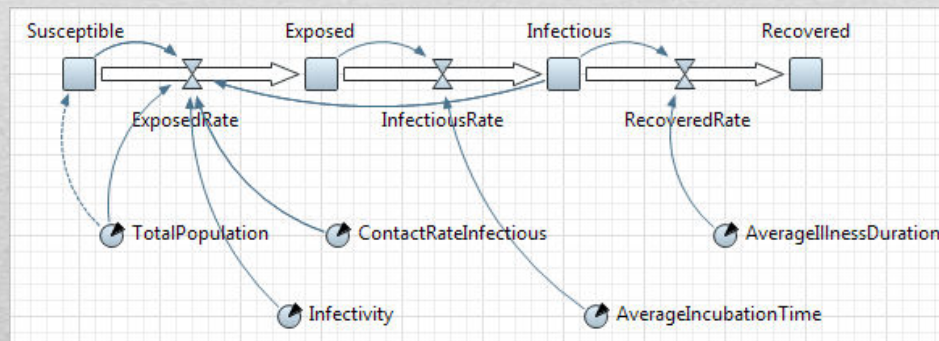 Susceptible
Exposed
Infectious
Recovered
ExposedRate
InfectiousRate
RecoveredRate
TotalPopulation
ContactRateInfectious
AverageIllnessDuration
Infectivity
AverageIncubationTime